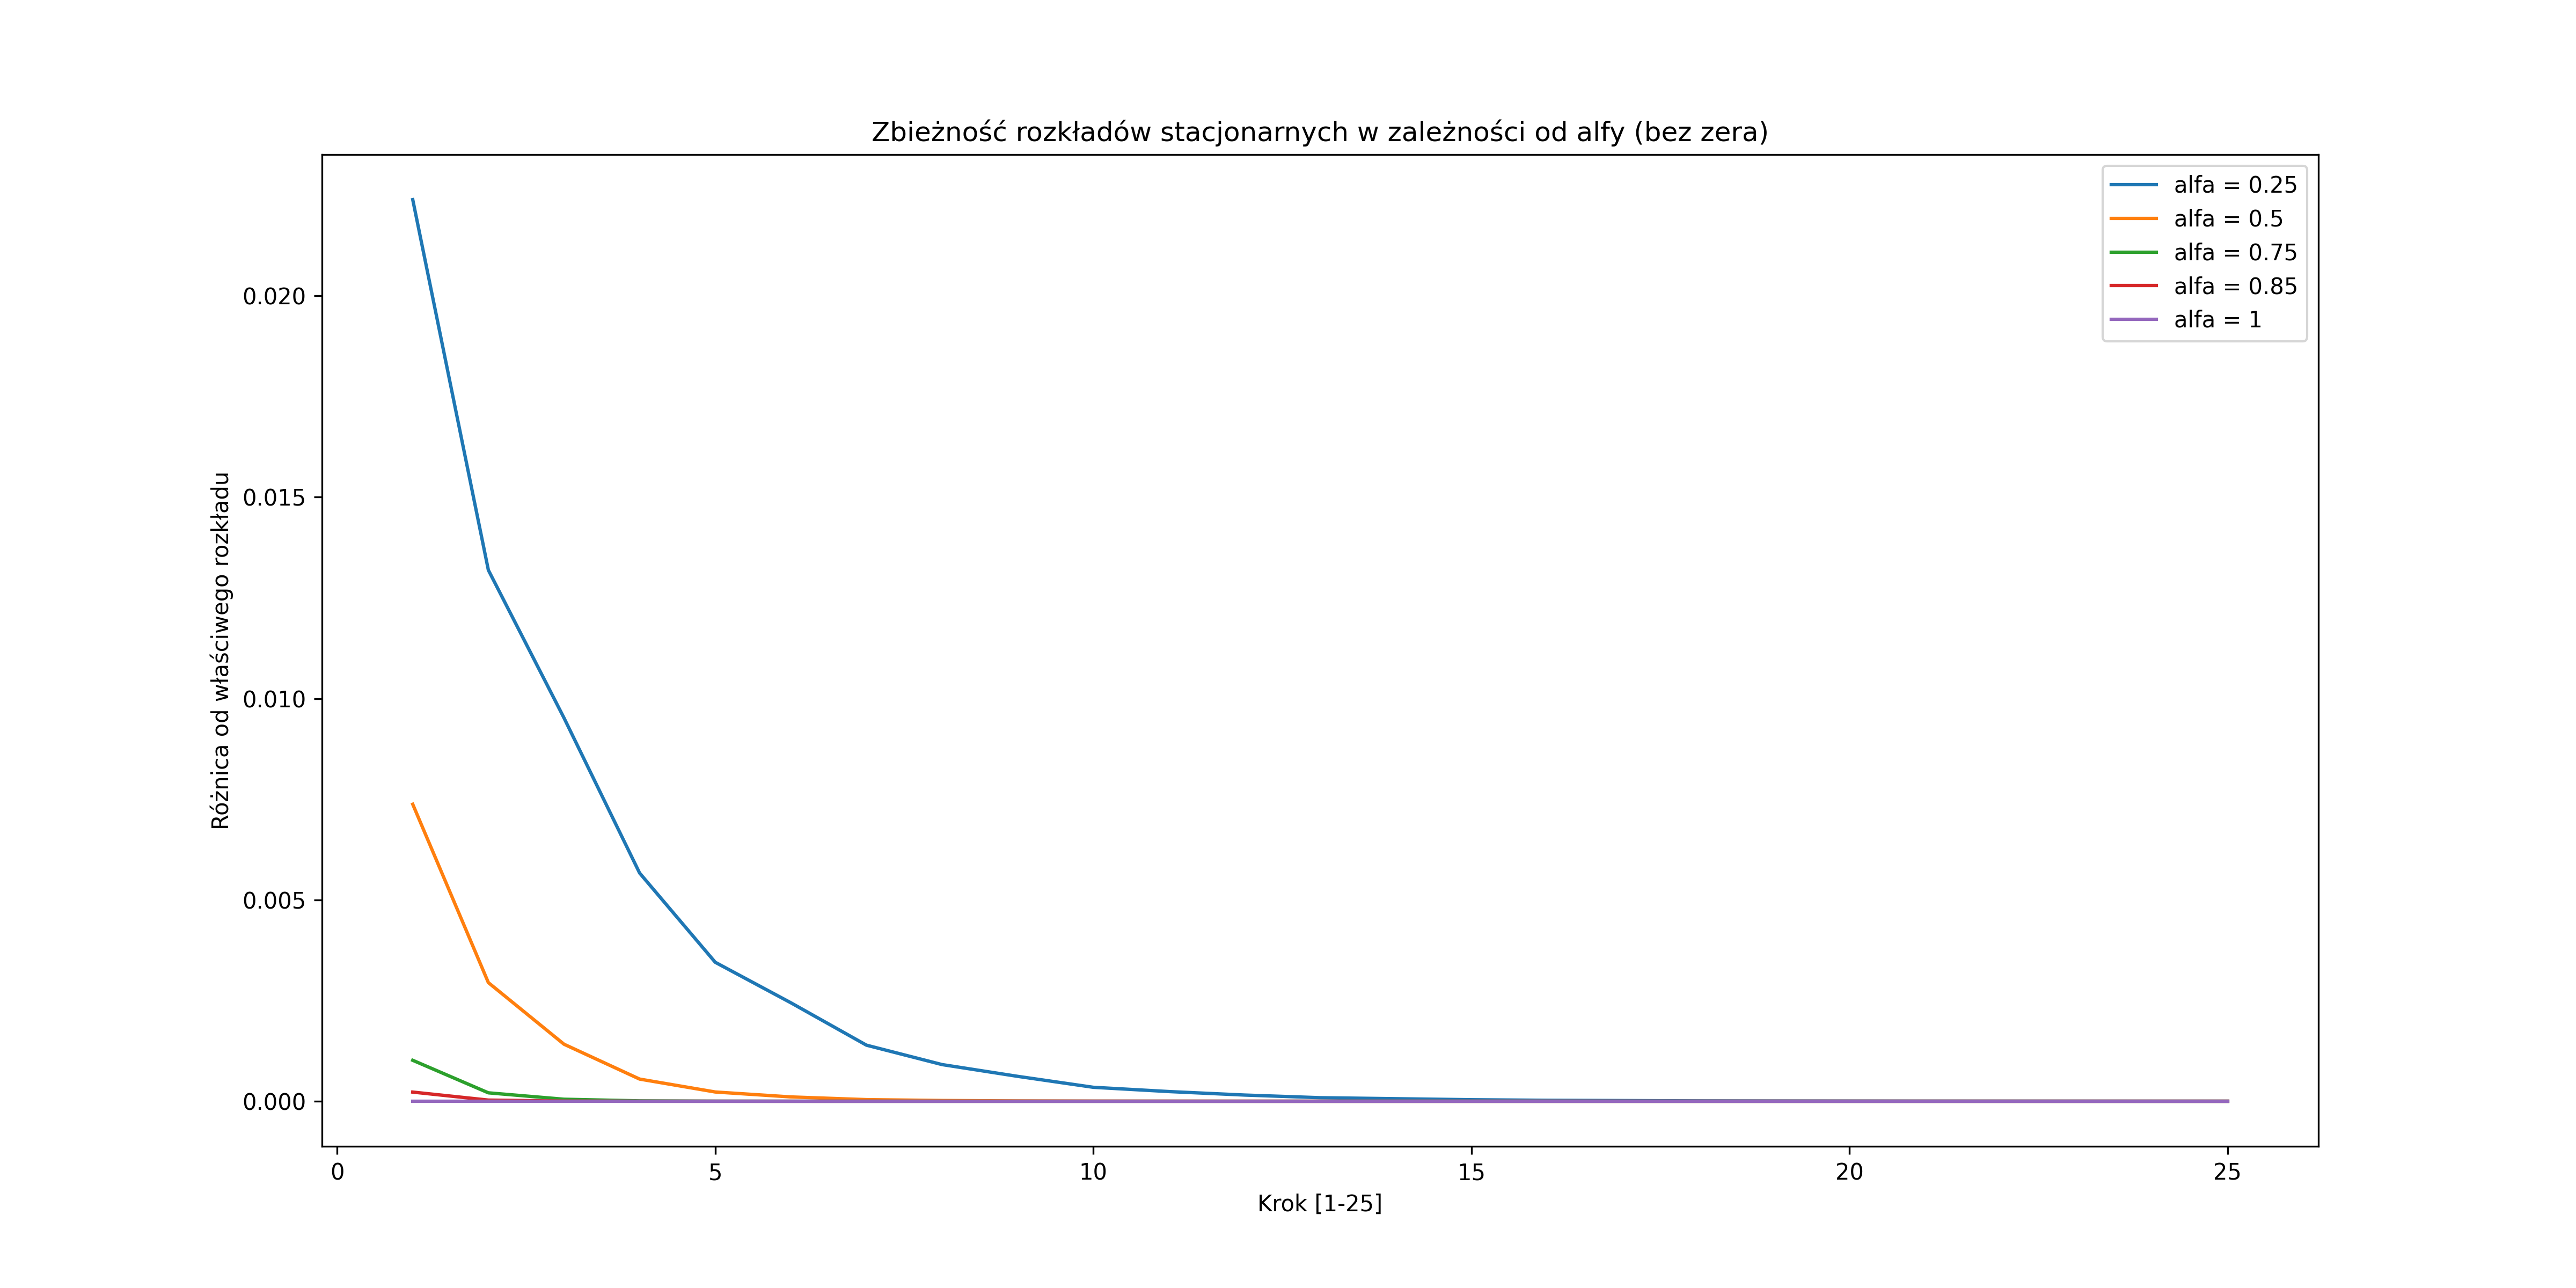 Zbieżność rozkładów stacjonarnych w zależności od alfy (bez zera)
alfa = 0.25
alfa = 0.5
alfa = 0.75
alfa = 0.85
alfa = 1
Różnica od właściwego rozkładu
0.020
0.015
0.010
0.005
0.000
0 5 10 15 20 25
Krok [1-25]